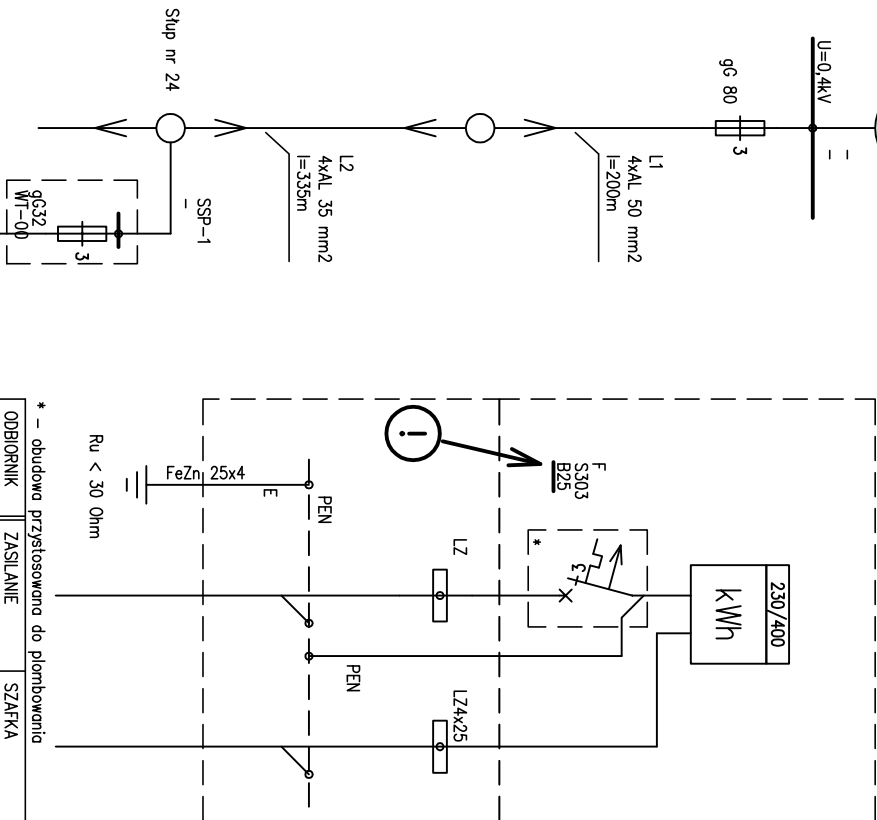 U=0,4kV
- -
gG 80
3
L1
4xAL 50 mm2
l=200m
L2
4xAL 35 mm2
l=335m
Słup nr 24
SSP-1
-
gG32
WT-00
3
230/400
kWh
F
S303
B25
*
3
i
LZ
LZ4x25
PEN
PEN
E
FeZn 25x4
Ru < 30 Ohm
* - obudowa przystosowana do plombowania
ODBIORNIK
ZASILANIE
SZAFKA